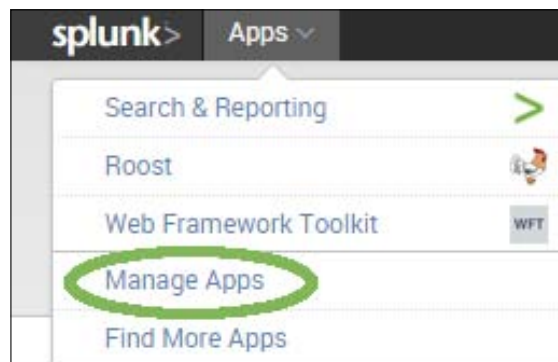 splunk> Apps
Search & Reporting
Roost
Web Framework Toolkit WFT
Manage Apps
Find More Apps